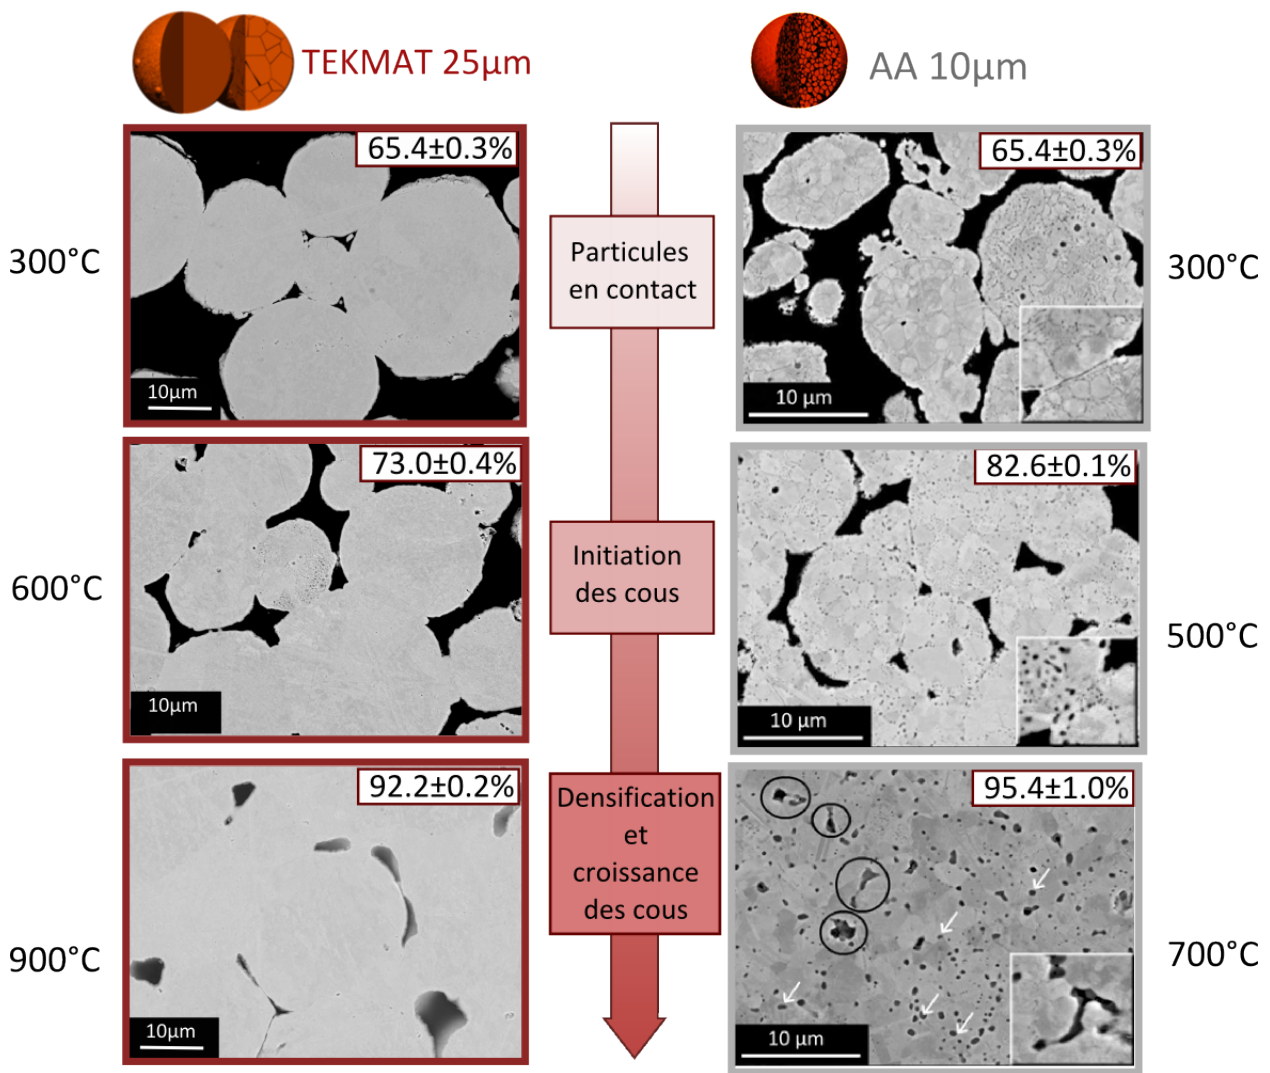 TEKMAT 25µm
AA 10µm
65.4±0.3%
65.4±0.3%
300°C
Particules
en contact
300°C
10µm
10 µm
73.0±0.4%
82.6±0.1%
600°C
Initiation
des cous
500°C
10µm
10 µm
92.2±0.2%
95.4±1.0%
Densification
et
croissance
des cous
900°C
700°C
10µm
10 µm